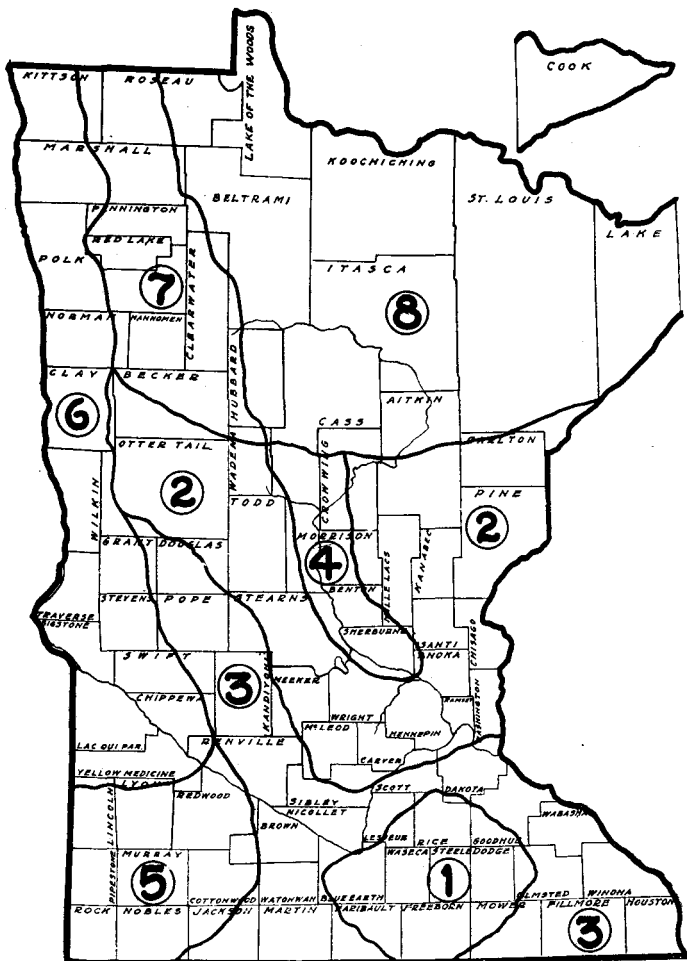 COOK
KITTSON
ROSEAU
LAKE OF THE WOODS
MARSHALL
KOOCHICHING
BELTRAMI
ST. LOUIS
PENNINGTON
LAKE
RED LAKE
POLK
ITASCA
7
CLEARWATER
8
NORMAN
MAHNOMEN
CLAY
BECKER
HUBBARD
AITKIN
6
CASS
OTTER TAIL
WADENA
CROW WING
CARLTON
2
WILKIN
TODD
PINE
2
MORRISON
GRANT
DOUGLAS
4
MILLE LACS
KANABEC
BENTON
STEVENS
POPE
STEARNS
TRAVERSE
BIGSTONE
SHERBURNE
ISANTI
CHISAGO
ANOKA
SWIFT
KANDIYOHI
MEEKER
3
CHIPPEWA
WRIGHT
RAMSEY
WASHINGTON
HENNEPIN
MCLEOD
LAC QUI PAR.
RENVILLE
CARVER
YELLOW MEDICINE
LYON
SCOTT
DAKOTA
REDWOOD
SIBLEY
NICOLLET
WABASHA
LINCOLN
BROWN
LESUEUR
RICE
GOODHUE
PIPESTONE
MURRAY
WASECA
STEELE
DODGE
5
1
COTTONWOOD
WATONWAN
BLUE EARTH
OLMSTED
WINONA
ROCK
NOBLES
JACKSON
MARTIN
FARIBAULT
FREEBORN
MOWER
FILLMORE
HOUSTON
3